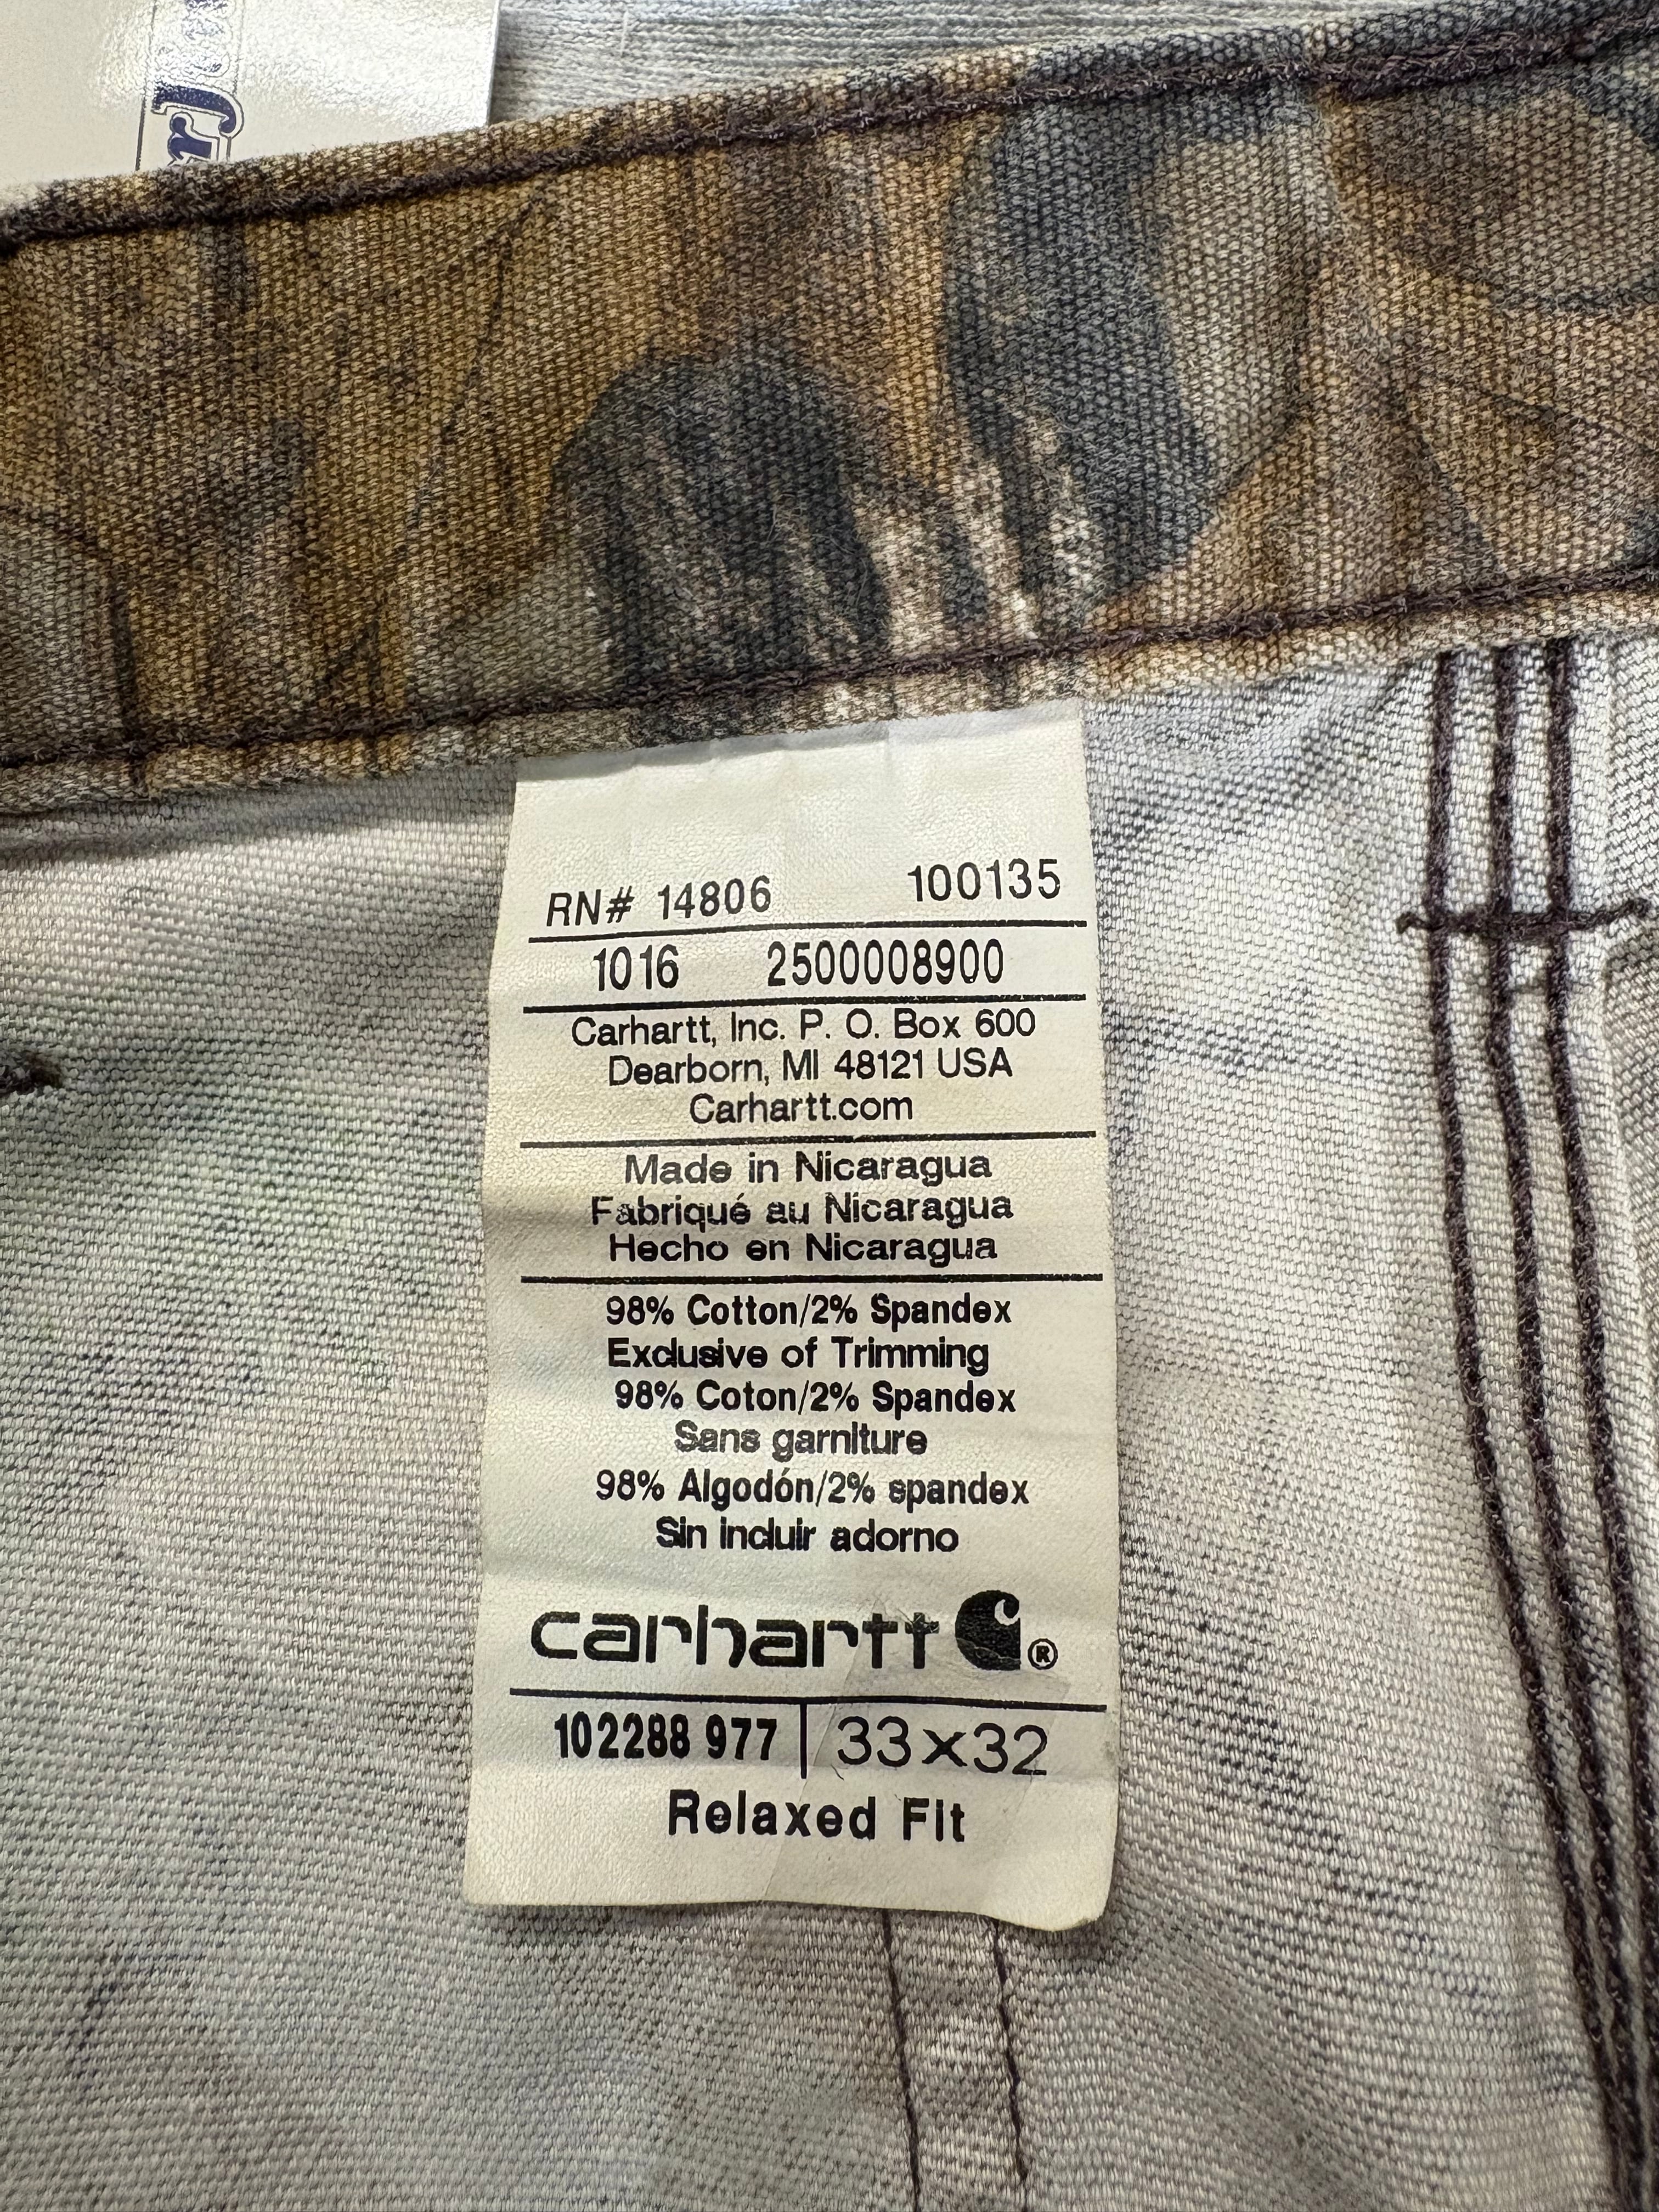 RN# 14806 100135
1016 2500008900
Carhartt, Inc. P. O. Box 600
Dearborn, MI 48121 USA
Carhartt.com
Made in Nicaragua
Fabriqué au Nicaragua
Hecho en Nicaragua
98% Cotton/2% Spandex
Exclusive of Trimming
98% Coton/2% Spandex
Sans garniture
98% Algodón/2% spandex
Sin incluir adorno
carhartt ®
102288 977 | 33x32
Relaxed Fit